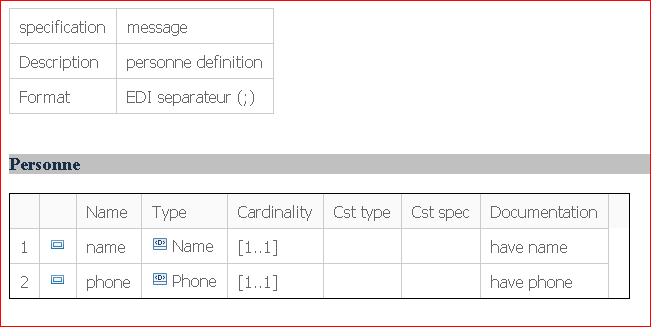 specification message
Description personne definition
Format EDI separateur (;)
Personne
Name Type Cardinality Cst type Cst spec Documentation
1 name <D> Name [1..1] have name
2 phone <D> Phone [1..1] have phone